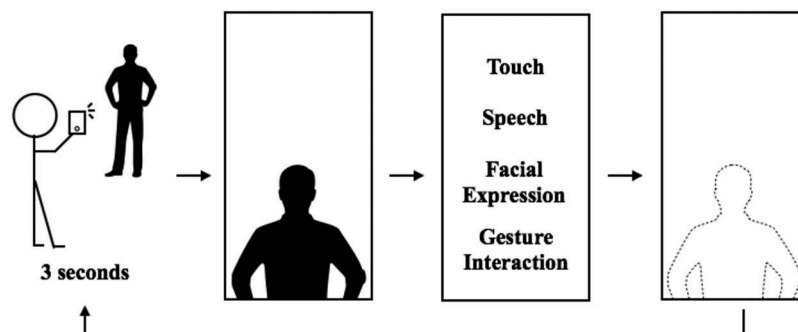 Touch
Speech
Facial
Expression
Gesture
Interaction
3 seconds